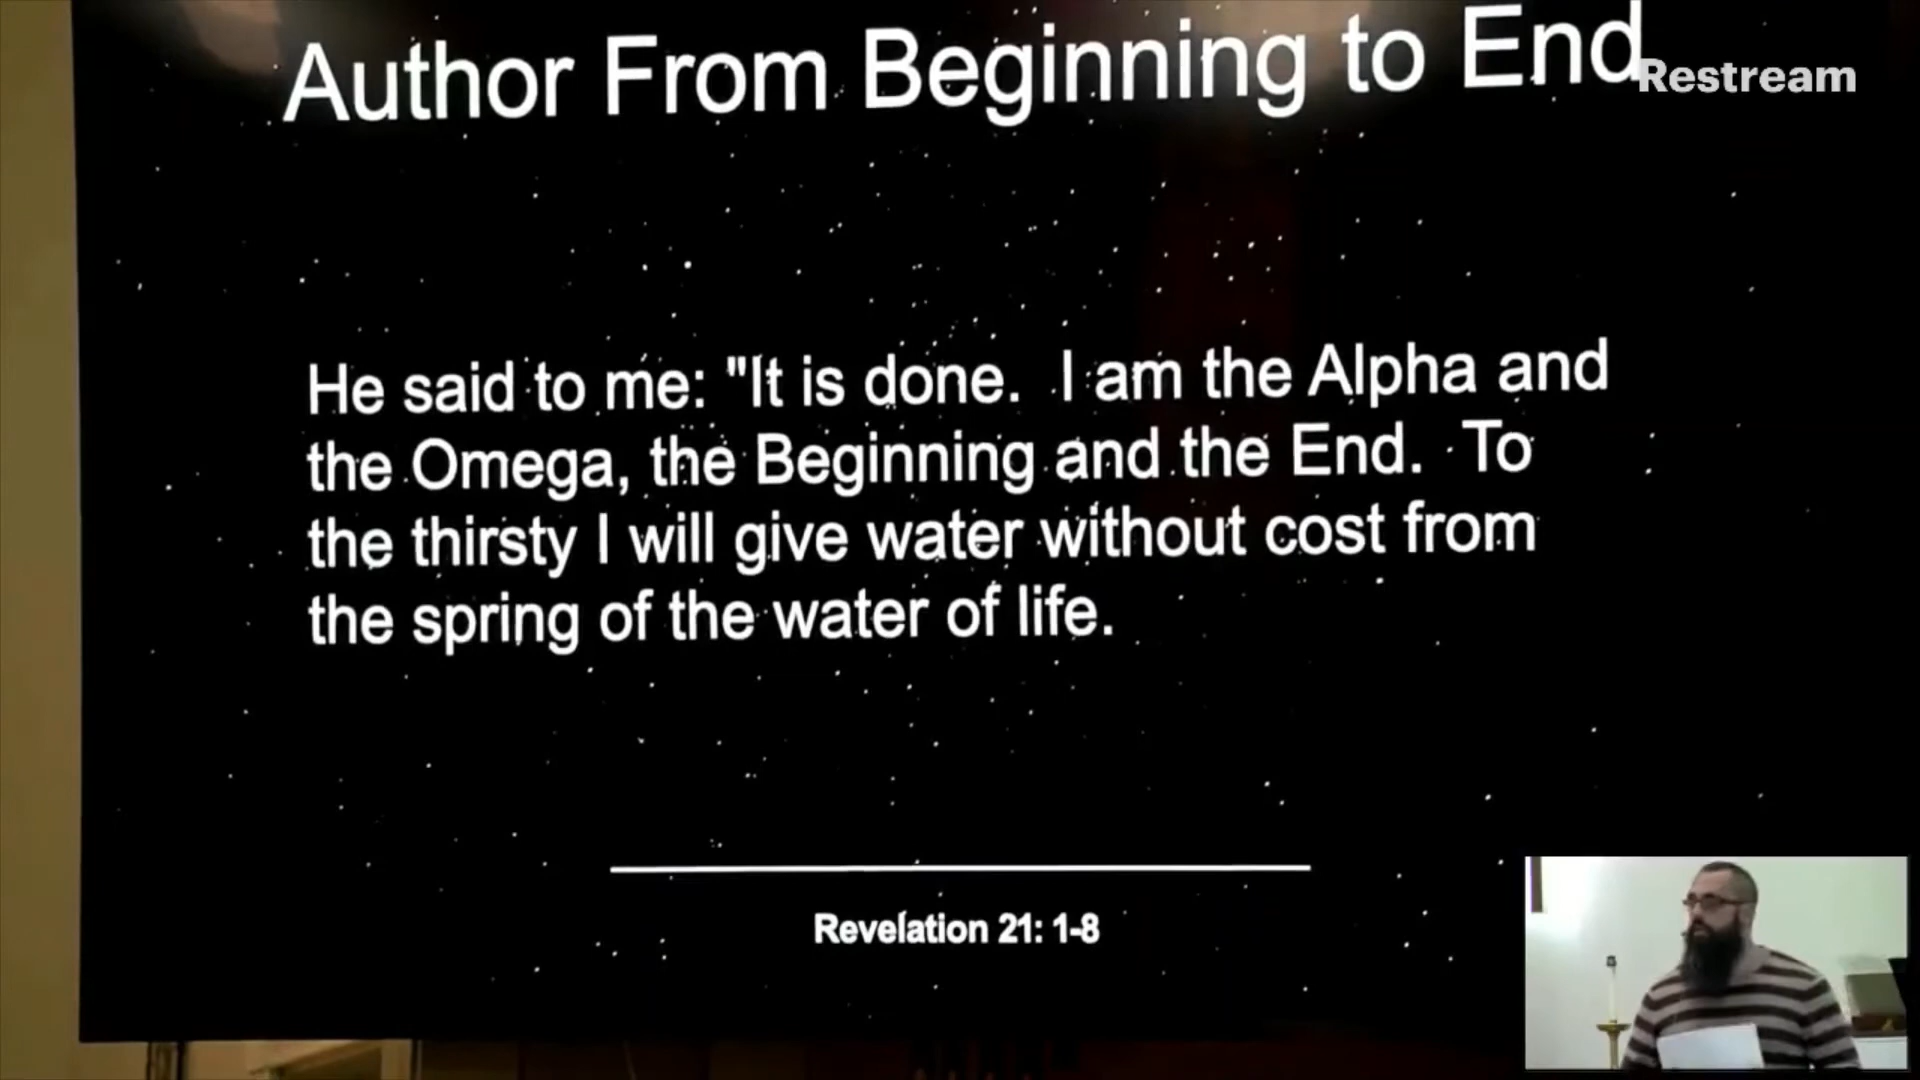 Author From Beginning to End
Restream
He said to me: "It is done. I am the Alpha and
the Omega, the Beginning and the End. To
the thirsty I will give water without cost from
the spring of the water of life.
Revelation 21: 1-8